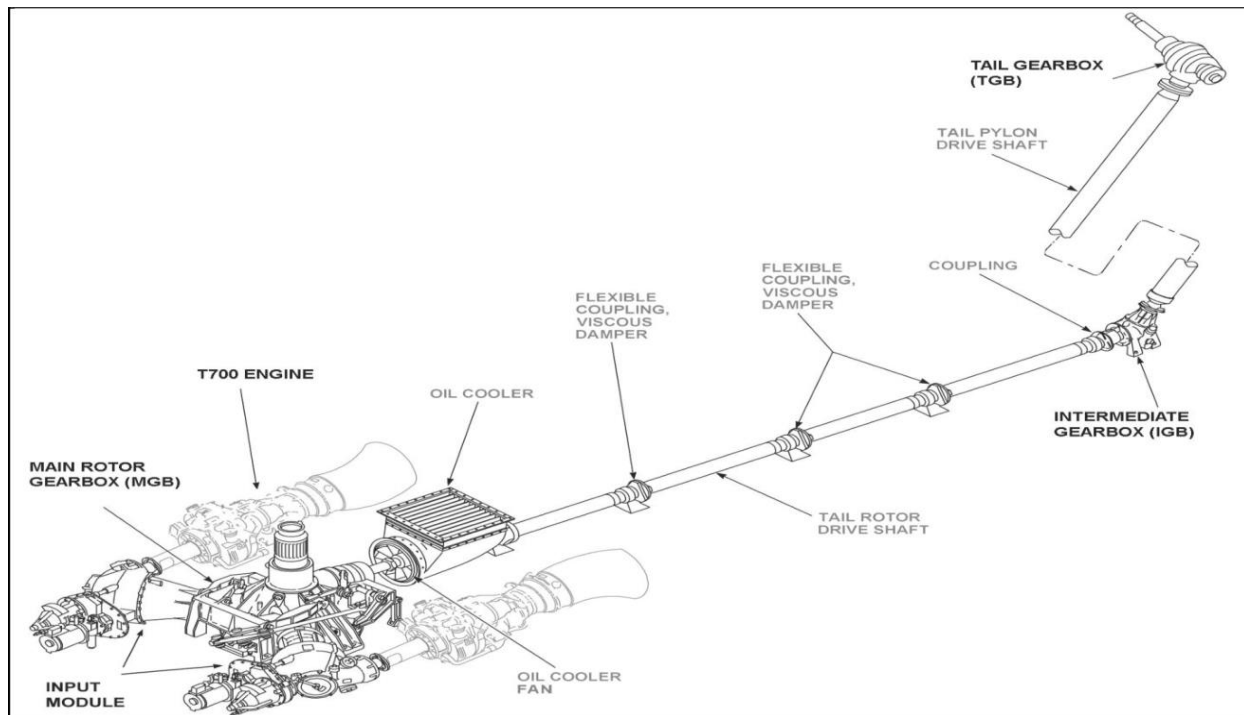 TAIL GEARBOX
(TGB)
TAIL PYLON
DRIVE SHAFT
FLEXIBLE
COUPLING,
VISCOUS
DAMPER
COUPLING
FLEXIBLE
COUPLING,
VISCOUS
DAMPER
T700 ENGINE
OIL COOLER
INTERMEDIATE
GEARBOX (IGB)
MAIN ROTOR
GEARBOX (MGB)
TAIL ROTOR
DRIVE SHAFT
INPUT
MODULE
OIL COOLER
FAN